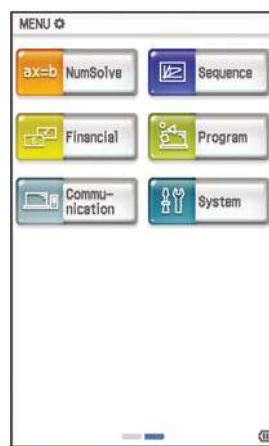 MENU
ax=b NumSolve
Sequence
Financial
Program
Commu-
nication
System